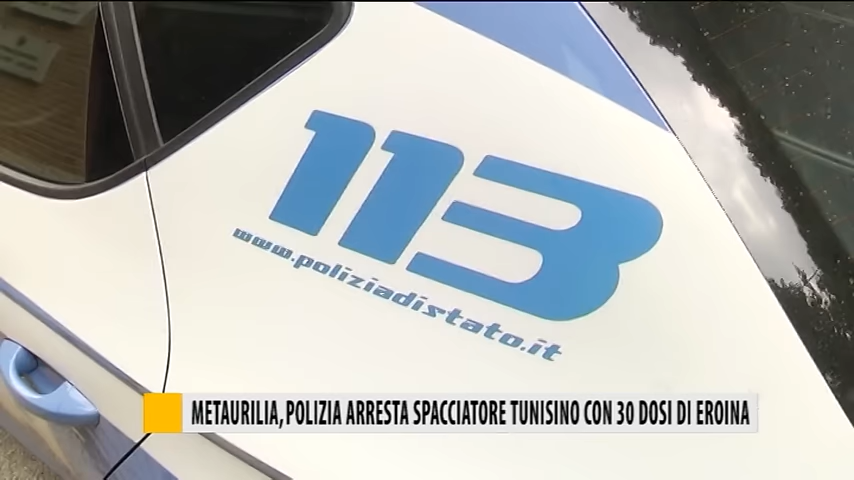 113
www.poliziadistato.it
METAURILIA, POLIZIA ARRESTA SPACCIATORE TUNISINO CON 30 DOSI DI EROINA